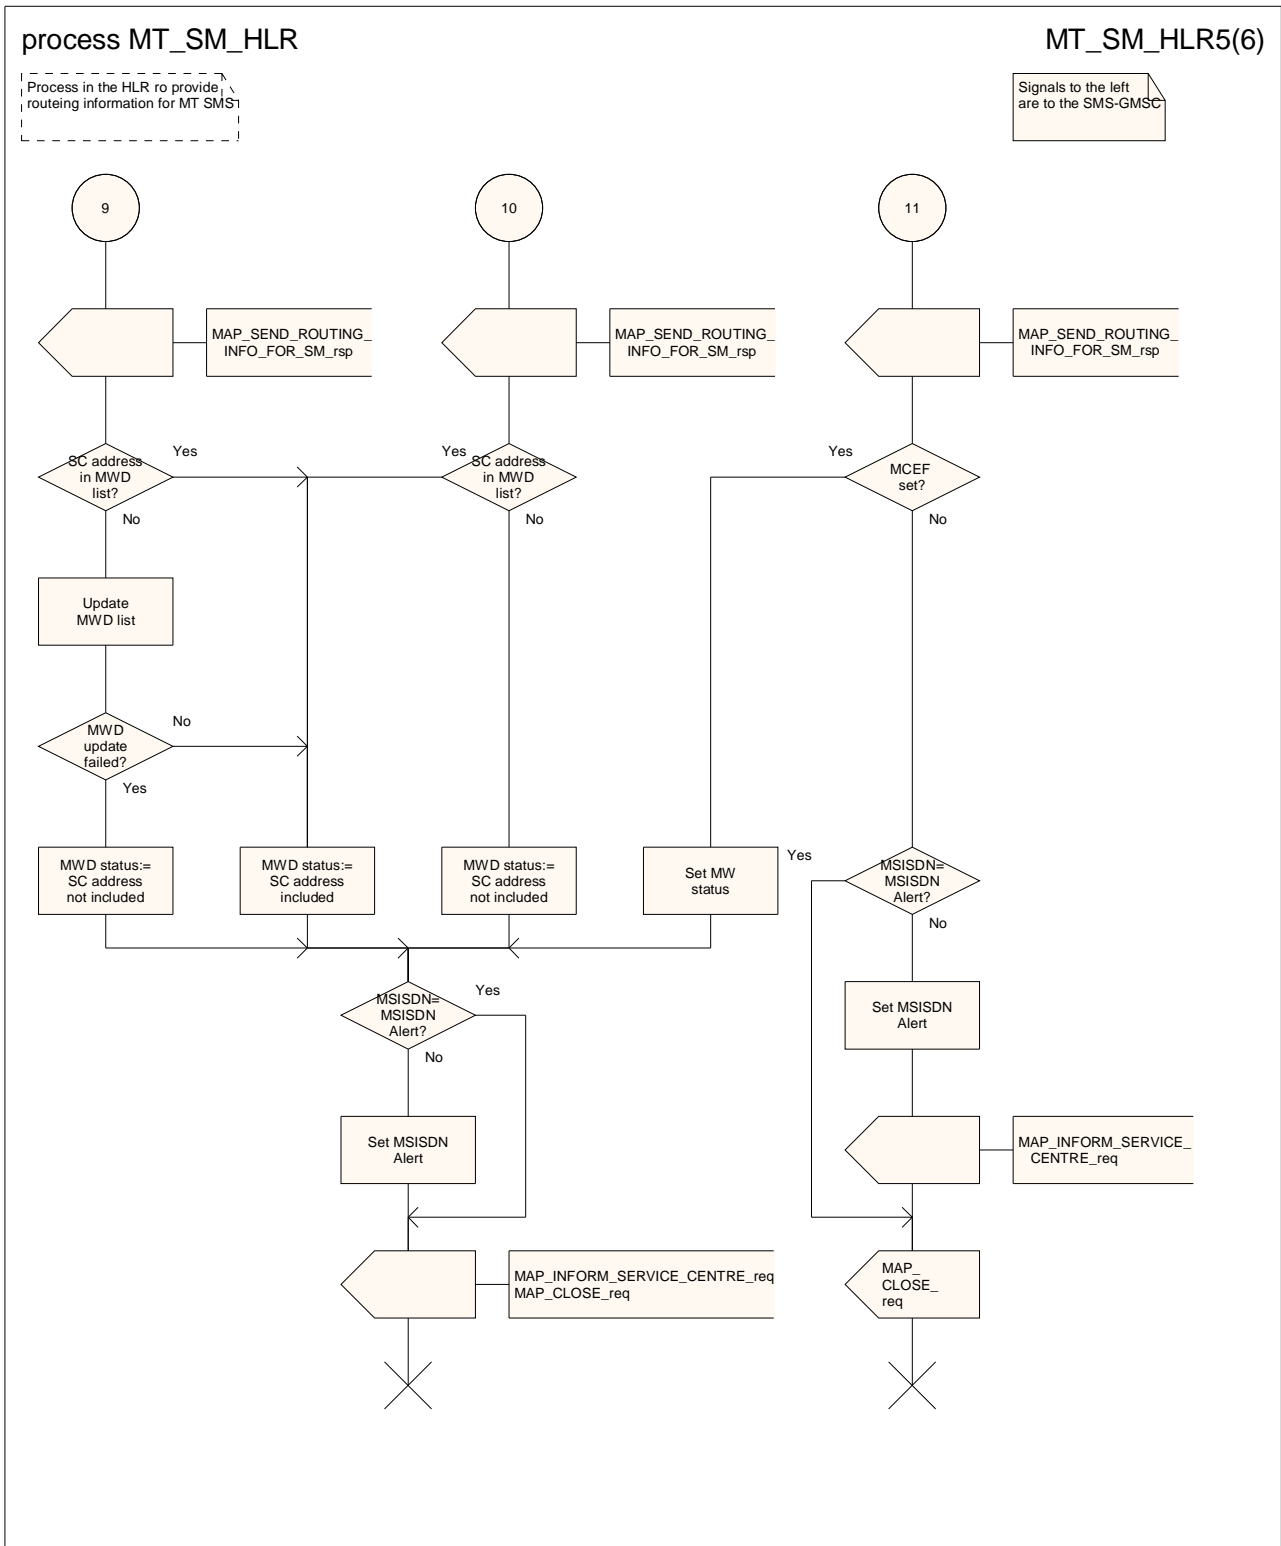 process MT_SM_HLR
MT_SM_HLR5(6)
Process in the HLR ro provide
routeing information for MT SMS
Signals to the left
are to the SMS-GMSC
9
10
11
MAP_SEND_ROUTING_
INFO_FOR_SM_rsp
MAP_SEND_ROUTING_
INFO_FOR_SM_rsp
MAP_SEND_ROUTING_
INFO_FOR_SM_rsp
SC address
in MWD
list?
Yes
No
Yes
SC address
in MWD
list?
No
Yes
MCEF
set?
No
Update
MWD list
MWD
update
failed?
No
Yes
MWD status:=
SC address
not included
MWD status:=
SC address
included
MWD status:=
SC address
not included
Set MW
status
Yes
MSISDN=
MSISDN
Alert?
No
MSISDN=
MSISDN
Alert?
Yes
No
Set MSISDN
Alert
Set MSISDN
Alert
MAP_INFORM_SERVICE_
CENTRE_req
MAP_INFORM_SERVICE_CENTRE_req
MAP_CLOSE_req
MAP_
CLOSE_
req